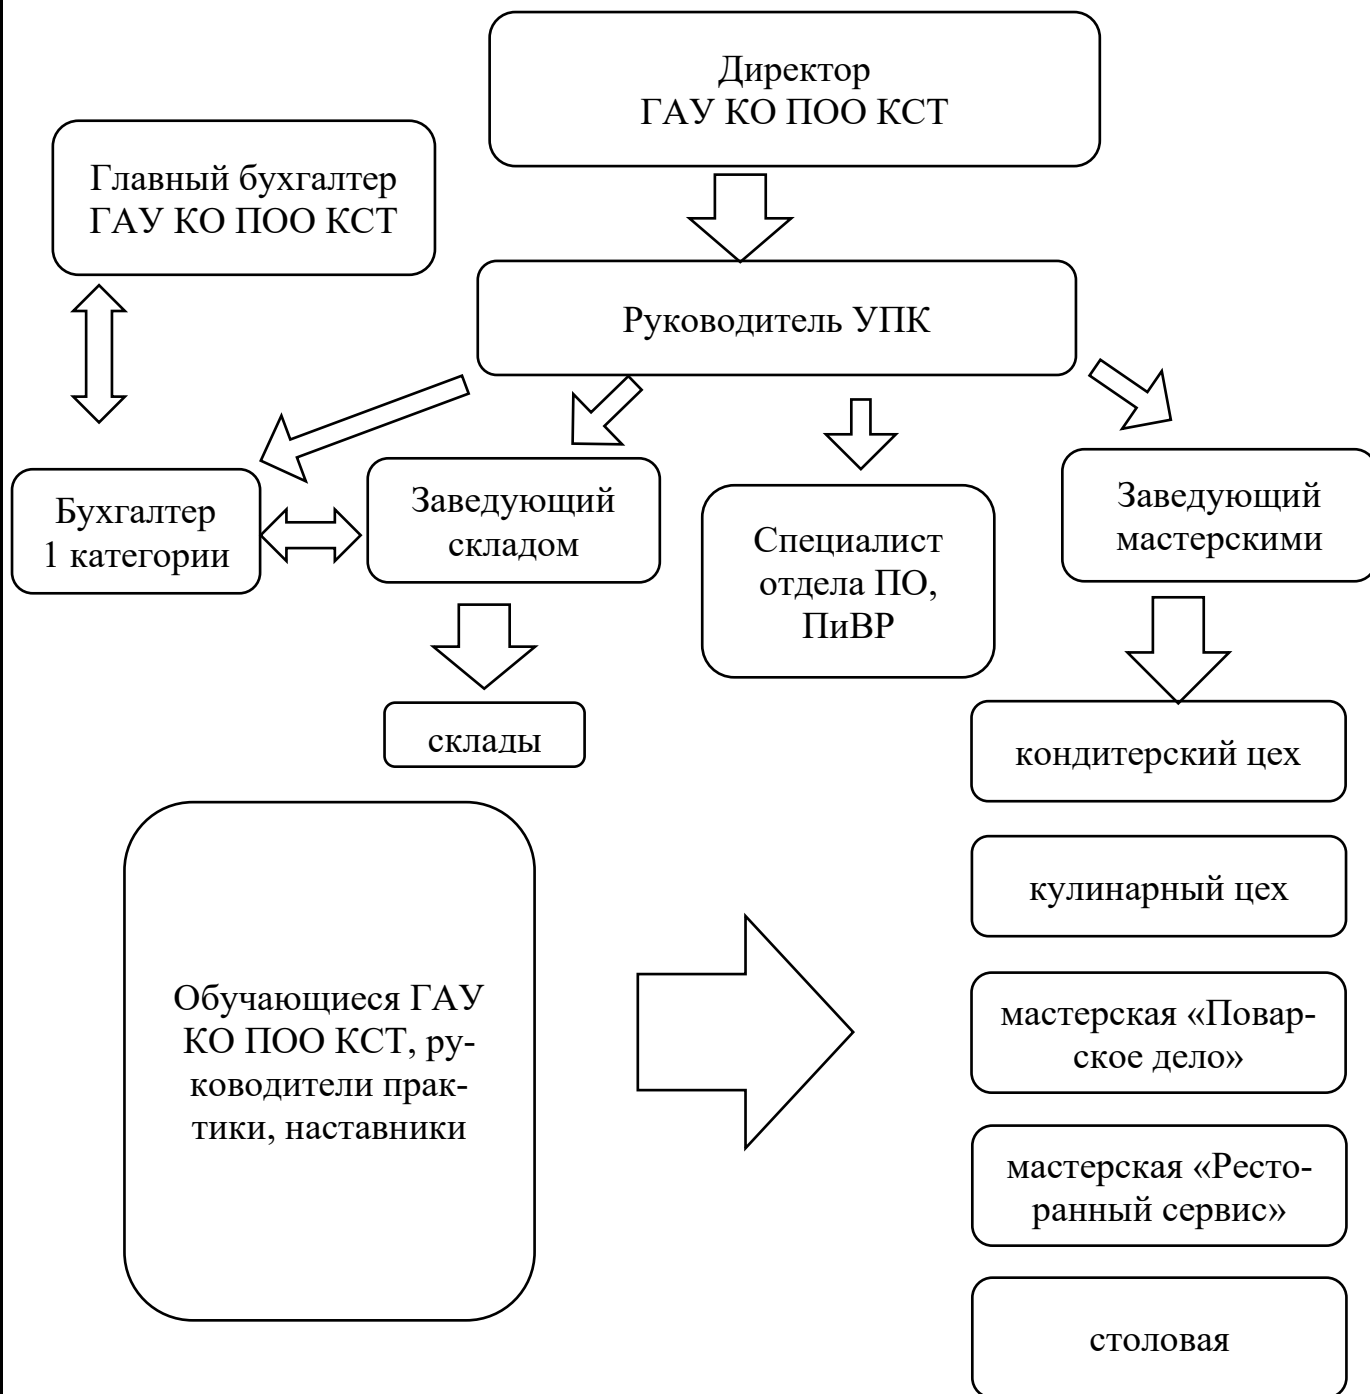 Директор
ГАУ КО ПОО КСТ
Главный бухгалтер
ГАУ КО ПОО КСТ
Руководитель УПК
Бухгалтер
1 категории
Заведующий
складом
Специалист
отдела ПО,
ПиВР
Заведующий
мастерскими
склады
кондитерский цех
кулинарный цех
Обучающиеся ГАУ
КО ПОО КСТ, ру-
ководители прак-
тики, наставники
мастерская «Повар-
ское дело»
мастерская «Ресто-
ранный сервис»
столовая